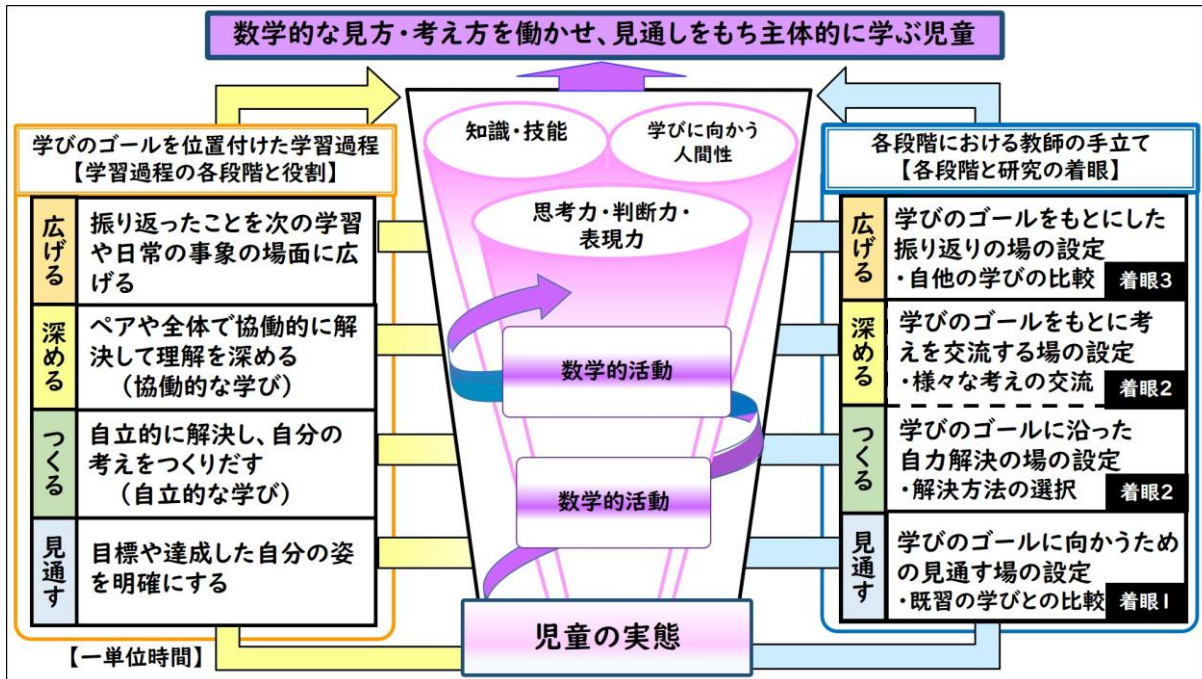 数学的な見方・考え方を働かせ、見通しをもち主体的に学ぶ児童
学びのゴールを位置付けた学習過程
【学習過程の各段階と役割】
広げる
振り返ったことを次の学習
や日常の事象の場面に広
げる
深める
ペアや全体で協働的に解
決して理解を深める
(協働的な学び)
つくる
自立的に解決し、自分の
考えをつくりだす
(自立的な学び)
見通す
目標や達成した自分の姿
を明確にする
【一単位時間】
知識・技能
学びに向かう
人間性
思考力・判断力・
表現力
数学的活動
数学的活動
児童の実態
各段階における教師の手立て
【各段階と研究の着眼】
広げる
学びのゴールをもとにした
振り返りの場の設定
・自他の学びの比較
着眼3
深める
学びのゴールをもとに考
えを交流する場の設定
・様々な考えの交流
着眼2
つくる
学びのゴールに沿った
自力解決の場の設定
・解決方法の選択
着眼2
見通す
学びのゴールに向かうため
の見通す場の設定
・既習の学びとの比較
着眼1